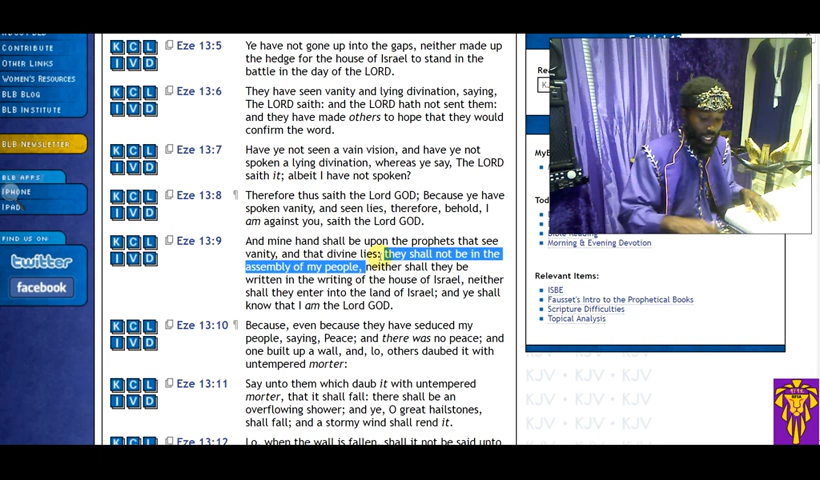 CONTRIBUTE
OTHER LINKS
WOMEN'S RESOURCES
BLB BLOG
BLB INSTITUTE
BLB NEWSLETTER
BLB APPS
IPHONE
IPAD
FIND US ON
twitter
facebook
K C L Eze 13:5 Ye have not gone up into the gaps, neither made up
I V D the hedge for the house of Israel to stand in the
battle in the day of the LORD.
K C L Eze 13:6 They have seen vanity and lying divination, saying,
I V D The LORD saith: and the LORD hath not sent them:
and they have made others to hope that they would
confirm the word.
K C L Eze 13:7 Have ye not seen a vain vision, and have ye not
I V D spoken a lying divination, whereas ye say, The LORD
saith it; albeit I have not spoken?
K C L Eze 13:8 ¶ Therefore thus saith the Lord GOD; Because ye have
I V D spoken vanity, and seen lies, therefore, behold, I
am against you, saith the Lord GOD.
K C L Eze 13:9 And mine hand shall be upon the prophets that see
I V D vanity, and that divine lies: they shall not be in the
assembly of my people, neither shall they be
written in the writing of the house of Israel, neither
shall they enter into the land of Israel; and ye shall
know that I am the Lord GOD.
K C L Eze 13:10 ¶ Because, even because they have seduced my
I V D people, saying, Peace; and there was no peace; and
one built up a wall, and, lo, others daubed it with
untempered morter:
K C L Eze 13:11 Say unto them which daub it with untempered
I V D morter, that it shall fall: there shall be an
overflowing shower; and ye, O great hailstones,
shall fall; and a stormy wind shall rend it.
K C L Eze 13:12 Lo, when the wall is fallen, shall it not be said unto
Rea
MyB
Tod
Bible Reading
Morning & Evening Devotion
Relevant Items:
ISBE
Fausset's Intro to the Prophetical Books
Scripture Difficulties
Topical Analysis
KJV • KJV • KJV
KJV • KJV • KJV